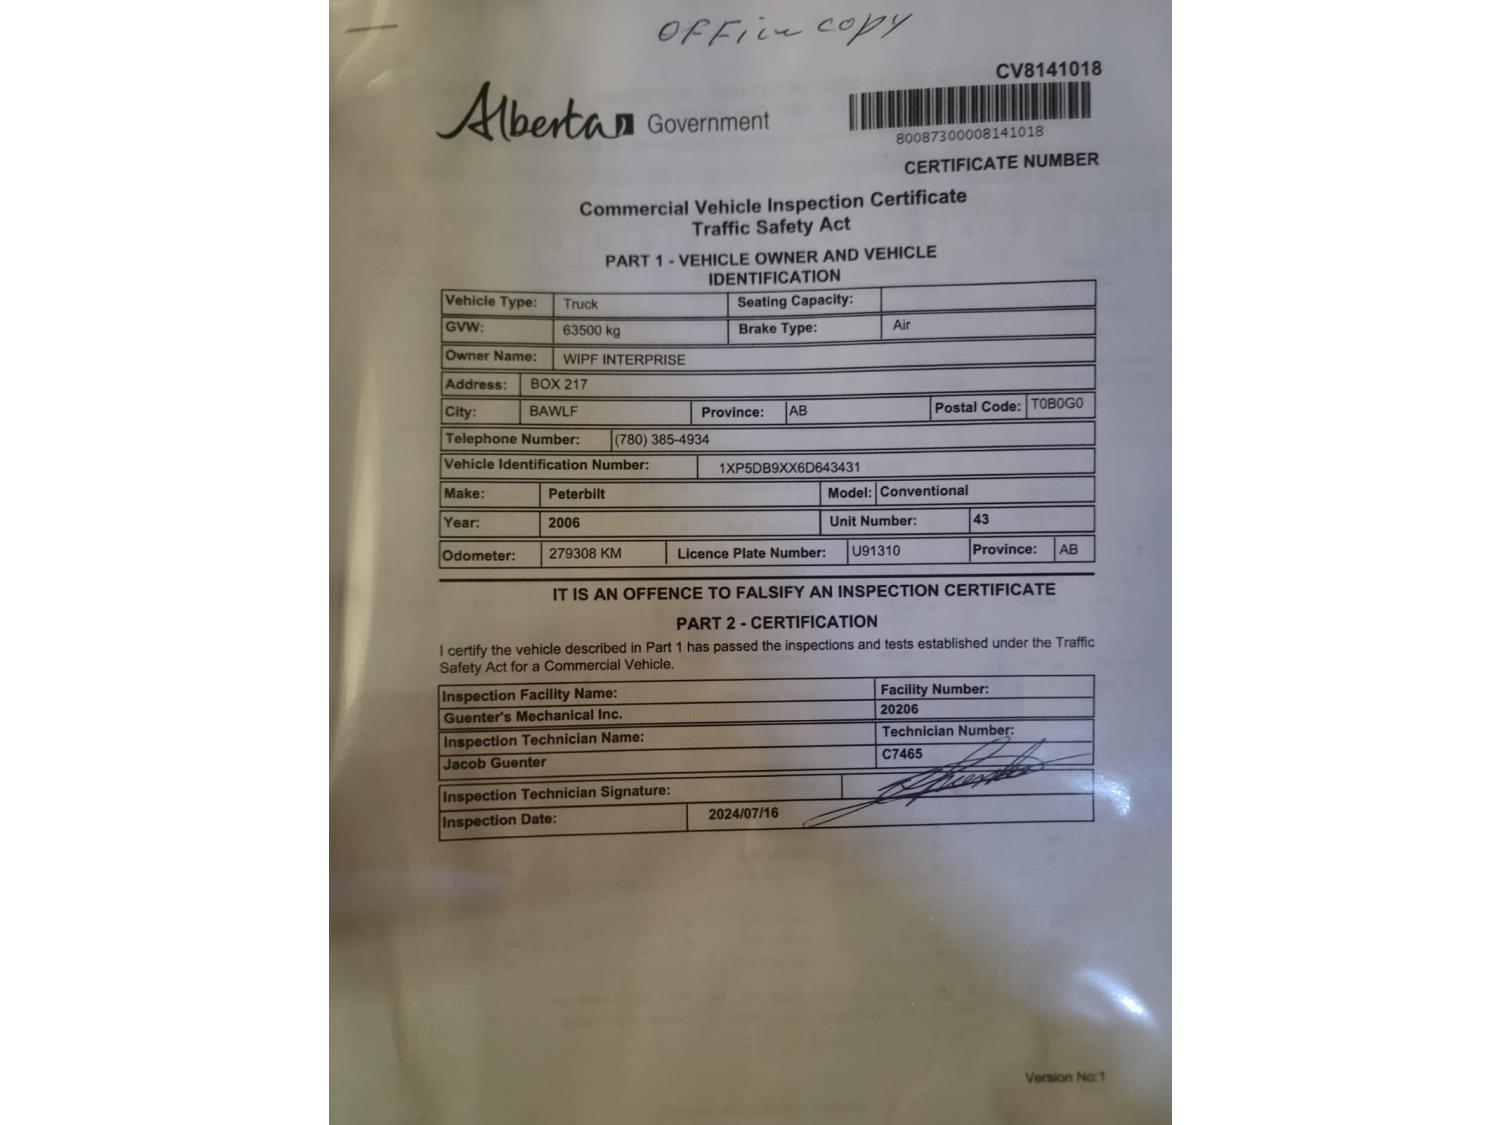 Office copy
CV8141018
Alberta Government
80087300008141018
CERTIFICATE NUMBER
Commercial Vehicle Inspection Certificate
Traffic Safety Act
PART 1 - VEHICLE OWNER AND VEHICLE
IDENTIFICATION
Vehicle Type: Truck Seating Capacity:
GVW: 63500 kg Brake Type: Air
Owner Name: WIPF INTERPRISE
Address: BOX 217
City: BAWLF Province: AB Postal Code: T0B0G0
Telephone Number: (780) 385-4934
Vehicle Identification Number: 1XP5DB9XX6D643431
Make: Peterbilt Model: Conventional
Year: 2006 Unit Number: 43
Odometer: 279308 KM Licence Plate Number: U91310 Province: AB
IT IS AN OFFENCE TO FALSIFY AN INSPECTION CERTIFICATE
PART 2 - CERTIFICATION
I certify the vehicle described in Part 1 has passed the inspections and tests established under the Traffic
Safety Act for a Commercial Vehicle.
Inspection Facility Name: Facility Number:
Guenter's Mechanical Inc. 20206
Inspection Technician Name: Technician Number:
Jacob Guenter C7465
Inspection Technician Signature:
Inspection Date: 2024/07/16
Version No:1